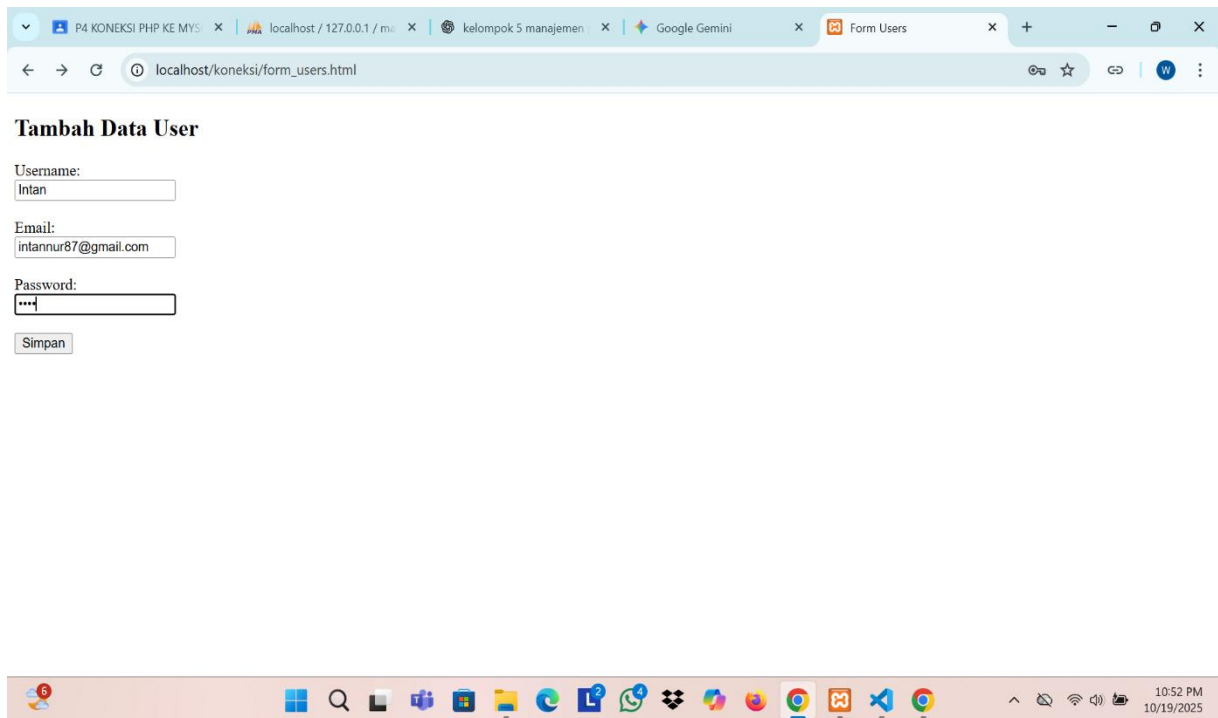 P4 KONEKSI PHP KE MYS
localhost / 127.0.0.1 / ma
kelompok 5 manajemen
Google Gemini
Form Users
localhost/koneksi/form_users.html
W
Tambah Data User
Username:
Intan
Email:
intannur87@gmail.com
Password:
••••
Simpan
6
2
4
10:52 PM
10/19/2025